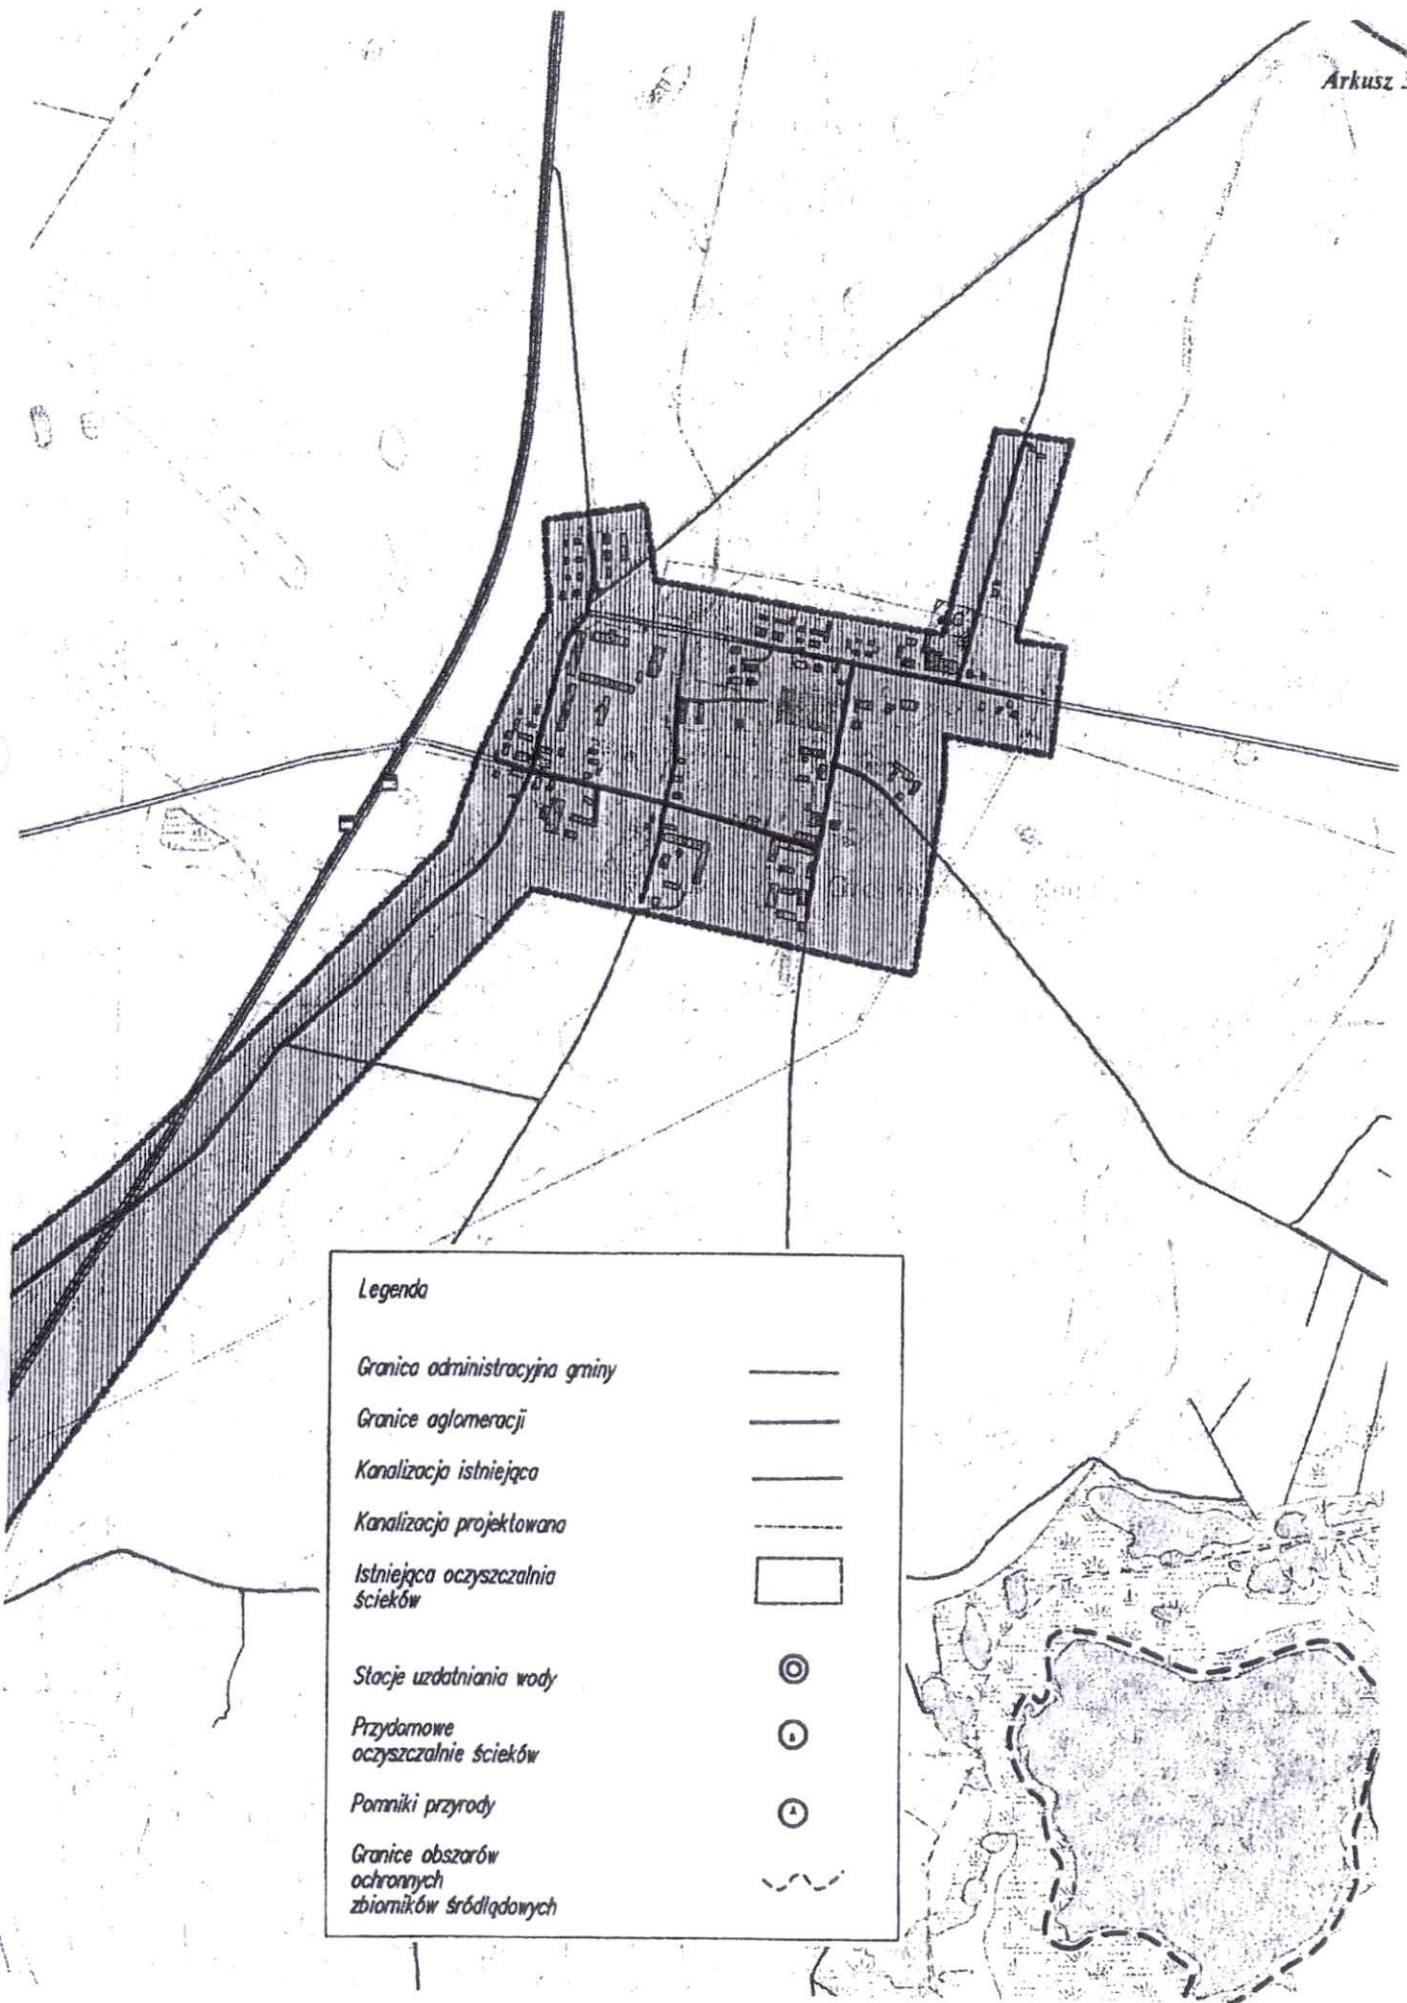 Arkusz 3
Legenda
Granica administracyjna gminy
Granice aglomeracji
Kanalizacja istniejąca
Kanalizacja projektowana
Istniejąca oczyszczalnia
ścieków
Stacje uzdatniania wody
Przydomowe
oczyszczalnie ścieków
Pomniki przyrody
Granice obszarów
ochronnych
zbiorników śródlądowych